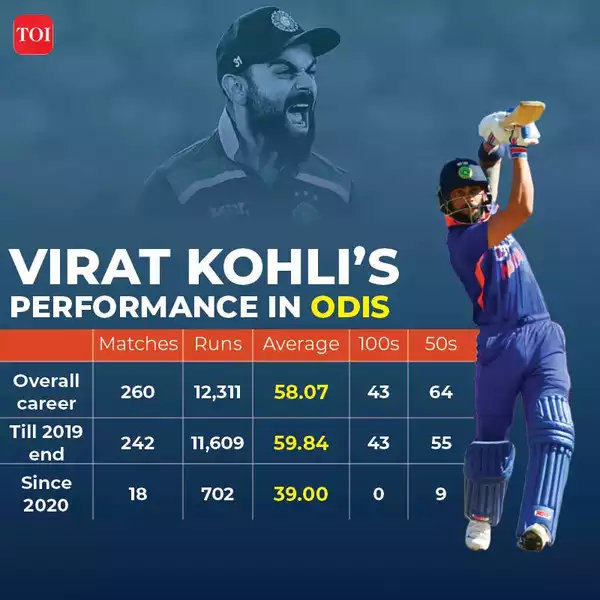 TOI
31
VIRAT KOHLI'S
PERFORMANCE IN ODIS
Matches Runs Average 100s 50s
Overall
career 260 12,311 58.07 43 64
Till 2019
end 242 11,609 59.84 43 55
Since
2020 18 702 39.00 0 9